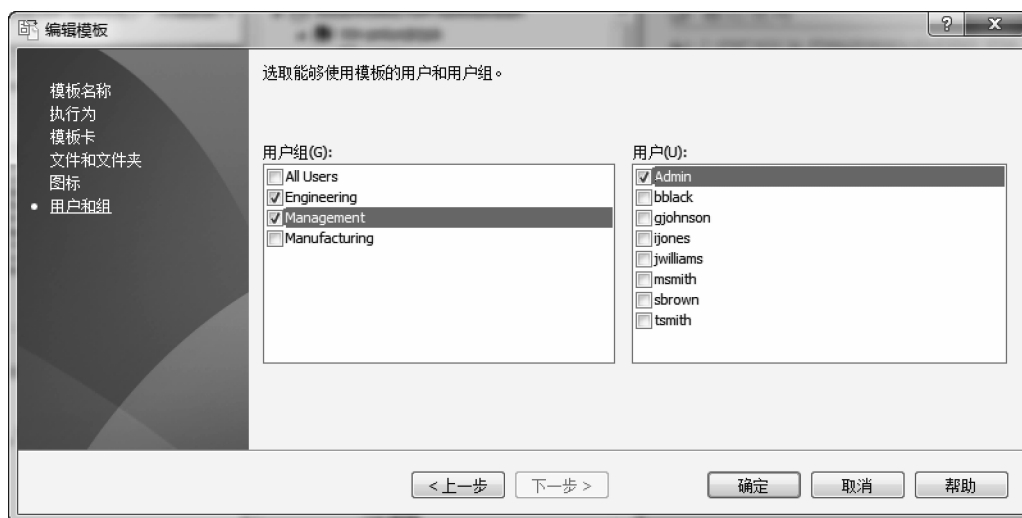 编辑模板
模板名称
执行为
模板卡
文件和文件夹
图标
用户和组
选取能够使用模板的用户和用户组。
用户组(G):
All Users
Engineering
Management
Manufacturing
用户(U):
Admin
bblack
gjohnson
ijones
jwilliams
msmith
sbrown
tsmith
<上一步
下一步 >
确定
取消
帮助